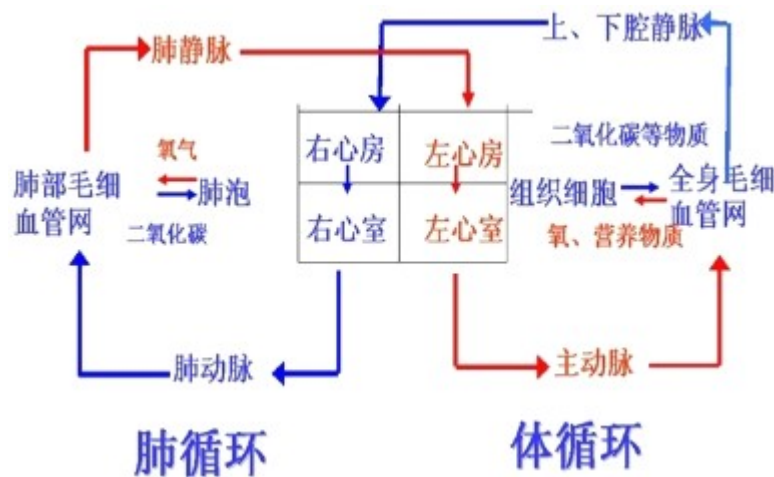 上、下腔静脉
肺静脉
氧气
肺部毛细
血管网
肺泡
二氧化碳
右心房
左心房
右心室
左心室
二氧化碳等物质
组织细胞
全身毛细
血管网
氧、营养物质
肺动脉
主动脉
肺循环
体循环